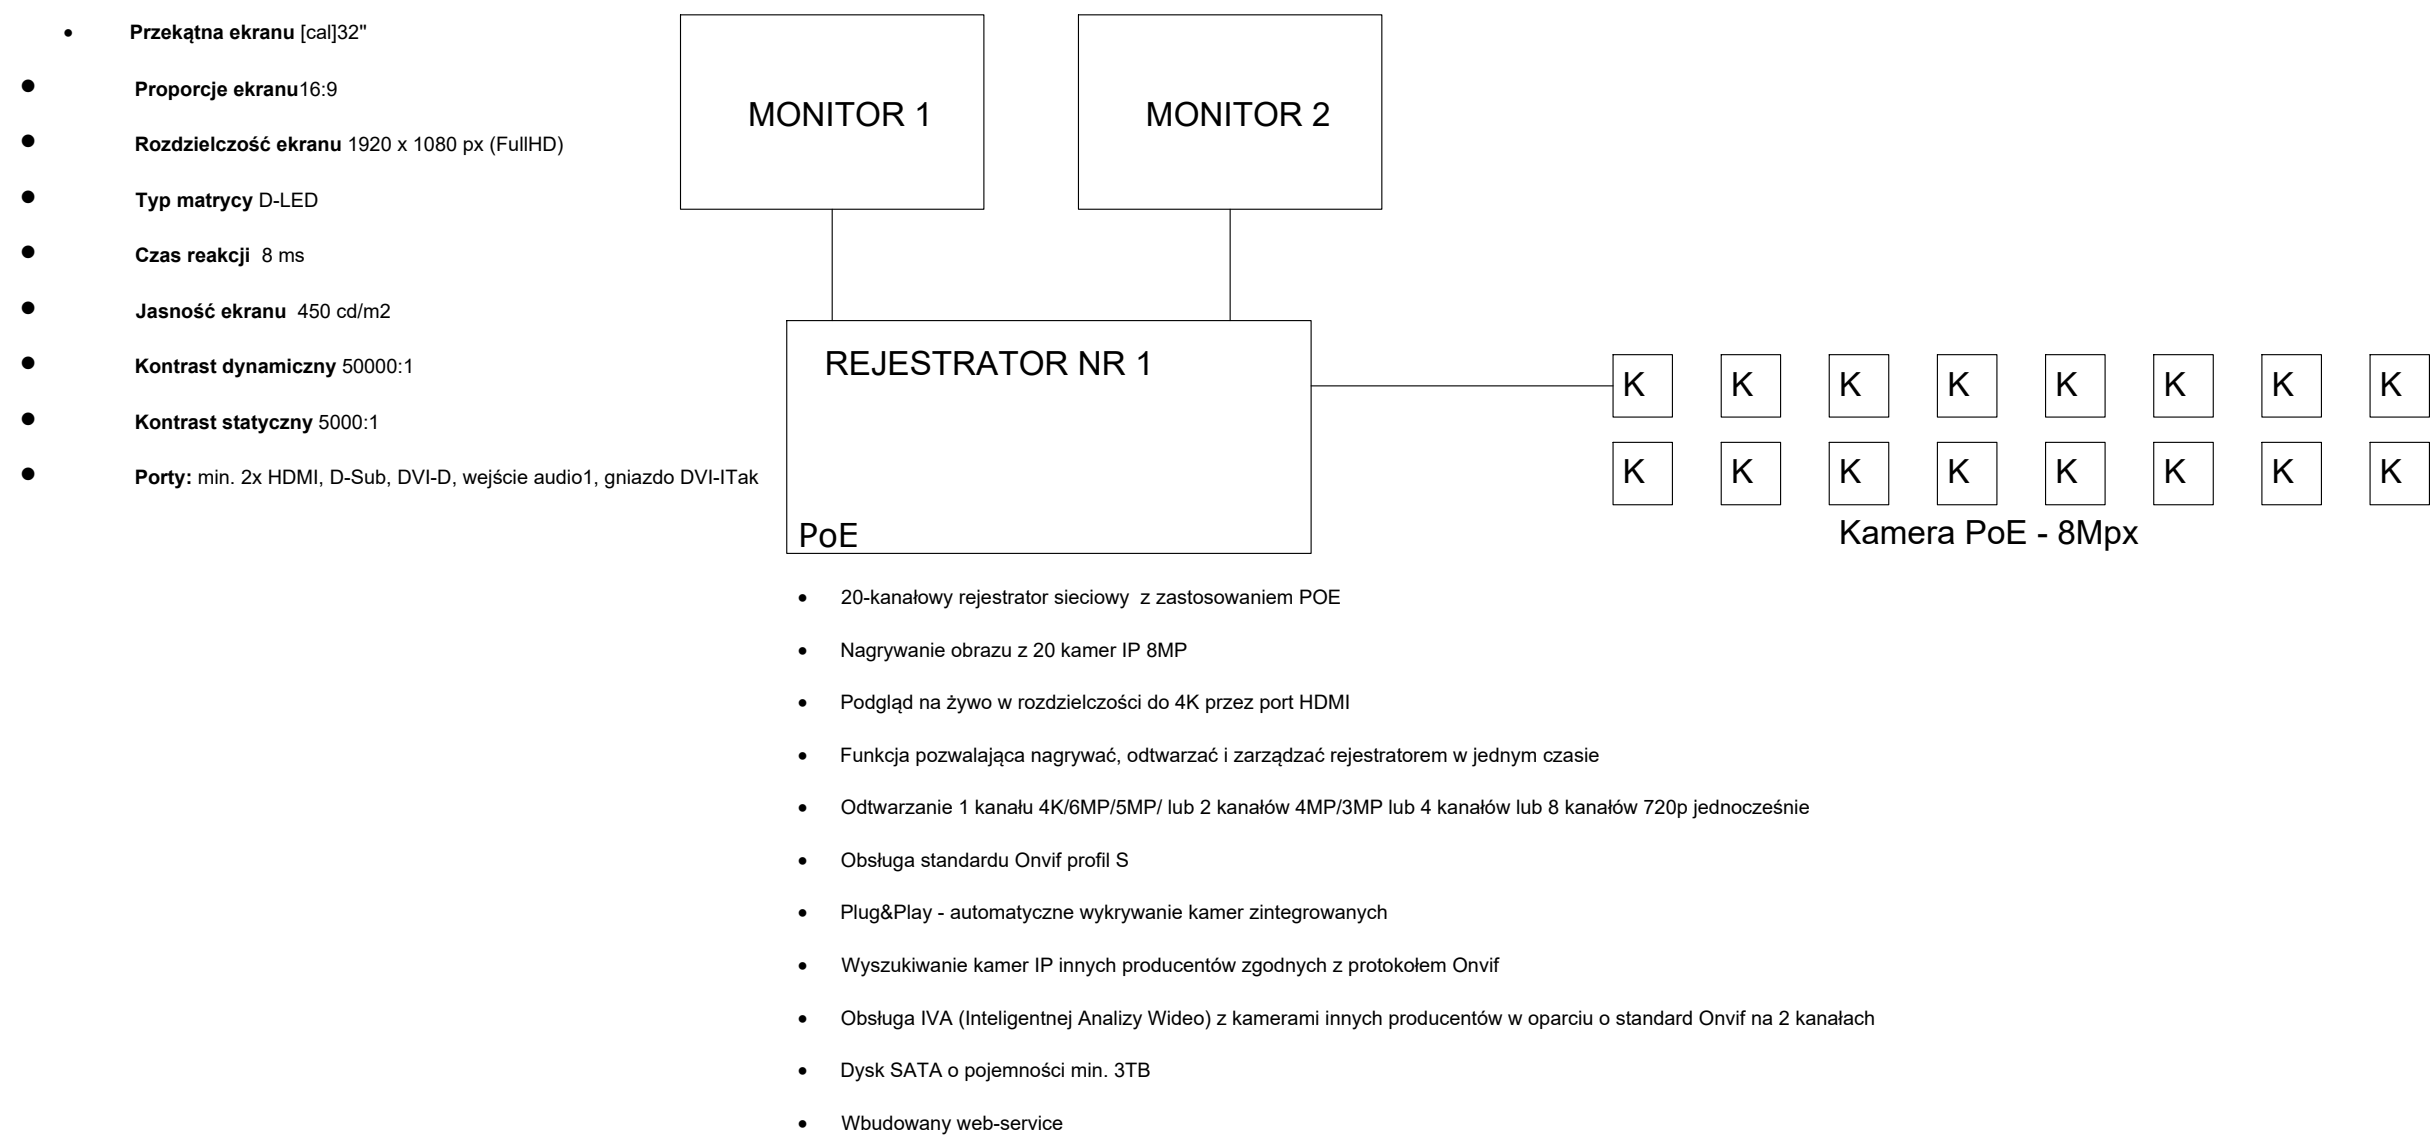 • Przekątna ekranu [cal]32"
• Proporcje ekranu16:9
• Rozdzielczość ekranu 1920 x 1080 px (FullHD)
• Typ matrycy D-LED
• Czas reakcji 8 ms
• Jasność ekranu 450 cd/m2
• Kontrast dynamiczny 50000:1
• Kontrast statyczny 5000:1
• Porty: min. 2x HDMI, D-Sub, DVI-D, wejście audio1, gniazdo DVI-ITak
MONITOR 1
MONITOR 2
REJESTRATOR NR 1
PoE
K K K K K K K K
K K K K K K K K
Kamera PoE - 8Mpx
• 20-kanałowy rejestrator sieciowy z zastosowaniem POE
• Nagrywanie obrazu z 20 kamer IP 8MP
• Podgląd na żywo w rozdzielczości do 4K przez port HDMI
• Funkcja pozwalająca nagrywać, odtwarzać i zarządzać rejestratorem w jednym czasie
• Odtwarzanie 1 kanału 4K/6MP/5MP/ lub 2 kanałów 4MP/3MP lub 4 kanałów lub 8 kanałów 720p jednocześnie
• Obsługa standardu Onvif profil S
• Plug&Play - automatyczne wykrywanie kamer zintegrowanych
• Wyszukiwanie kamer IP innych producentów zgodnych z protokołem Onvif
• Obsługa IVA (Inteligentnej Analizy Wideo) z kamerami innych producentów w oparciu o standard Onvif na 2 kanałach
• Dysk SATA o pojemności min. 3TB
• Wbudowany web-service